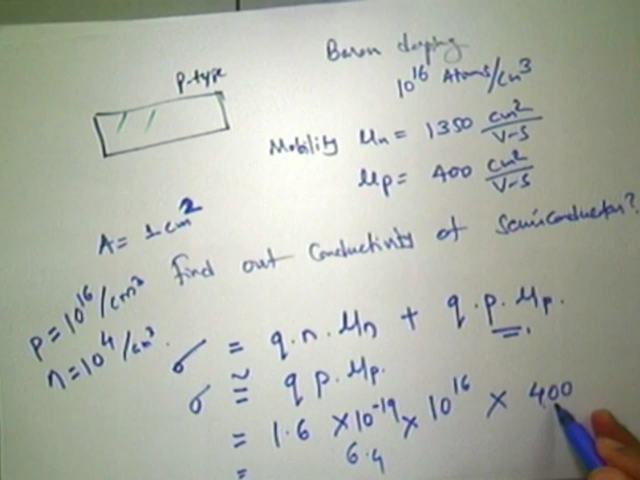 Boron doping
P-type
10^16 Atoms/cm^3
Mobility μn = 1350 cm^2/V-S
μp = 400 cm^2/V-S
A = 1 cm^2
Find out Conductivity of Semiconductor?
p = 10^16/cm^3
n = 10^4/cm^3
σ = q.n.μn + q.p.μp.
σ ≅ q p.μp.
= 1.6 × 10^-19 × 10^16 × 400
= 6.4